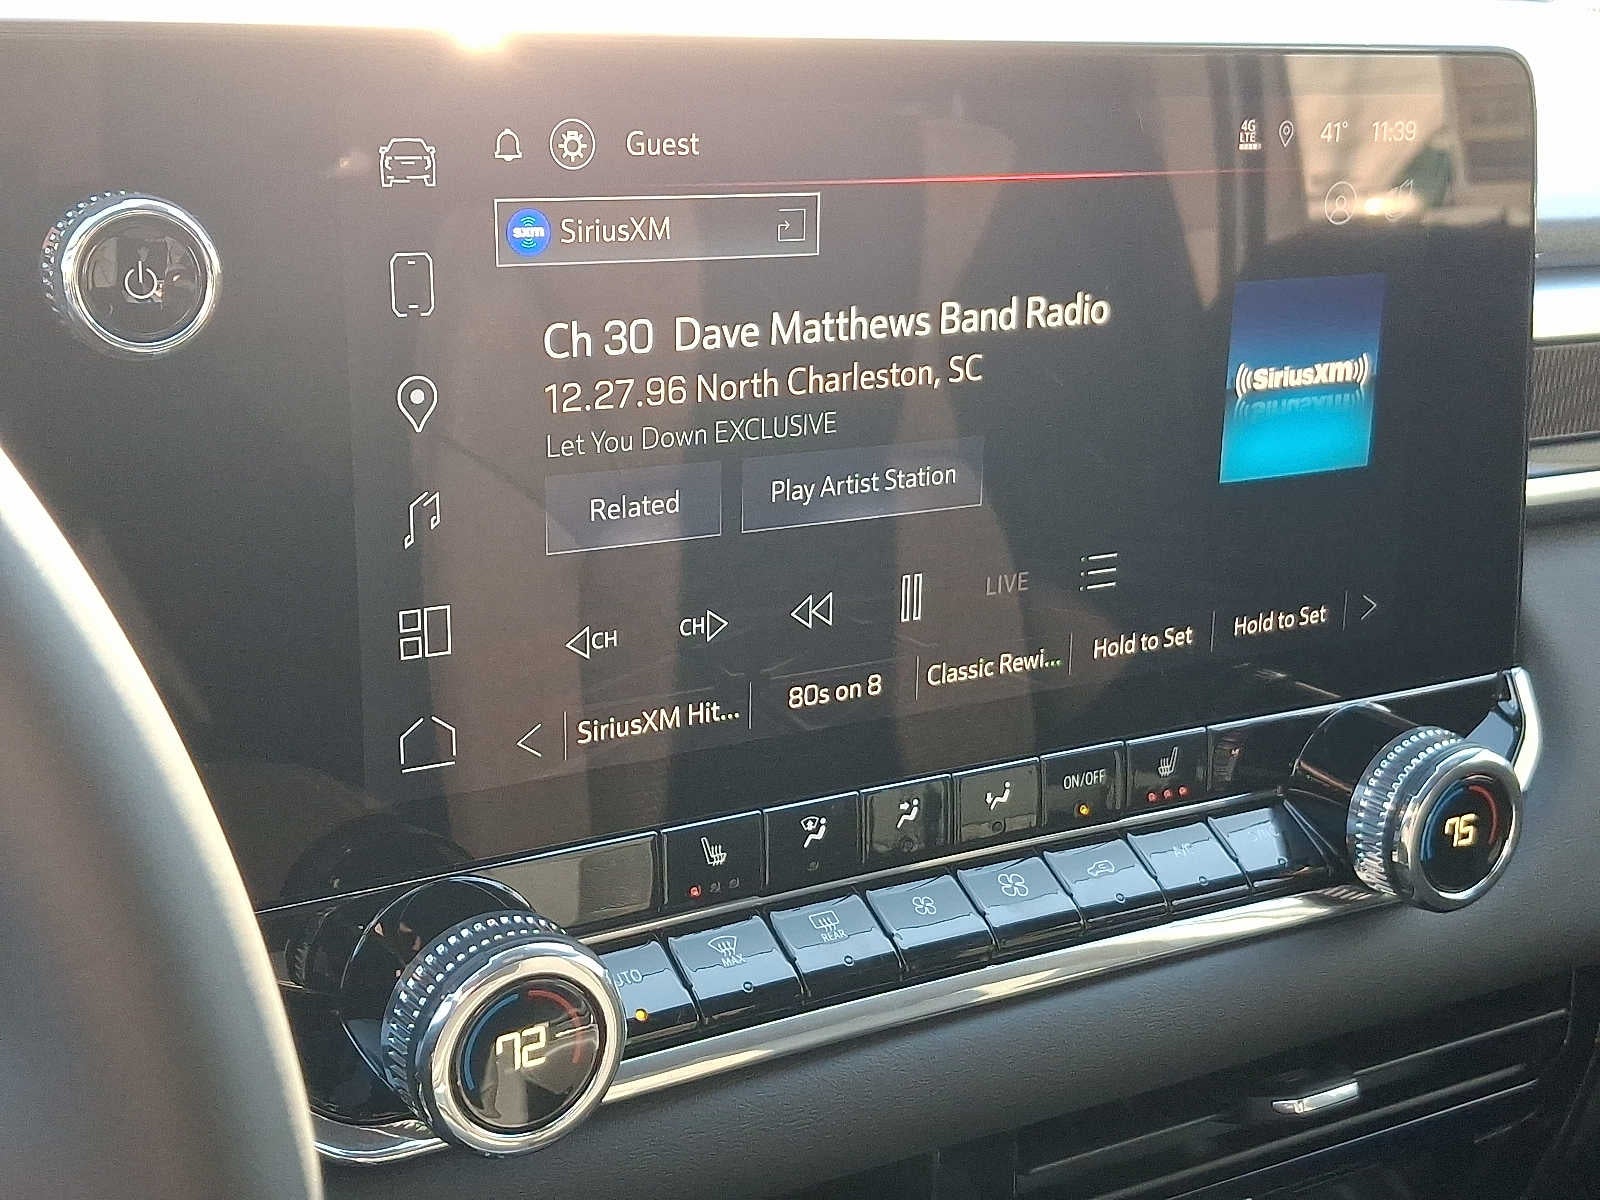 Guest
4G LTE 41° 11:39
sxm SiriusXM
Ch 30 Dave Matthews Band Radio
12.27.96 North Charleston, SC
Let You Down EXCLUSIVE
((SiriusXM))
Related
Play Artist Station
CH
CH
LIVE
SiriusXM Hit...
80s on 8
Classic Rewi...
Hold to Set
Hold to Set
ON/OFF
75
SYNC
A/C
REAR
MAX
AUTO
72